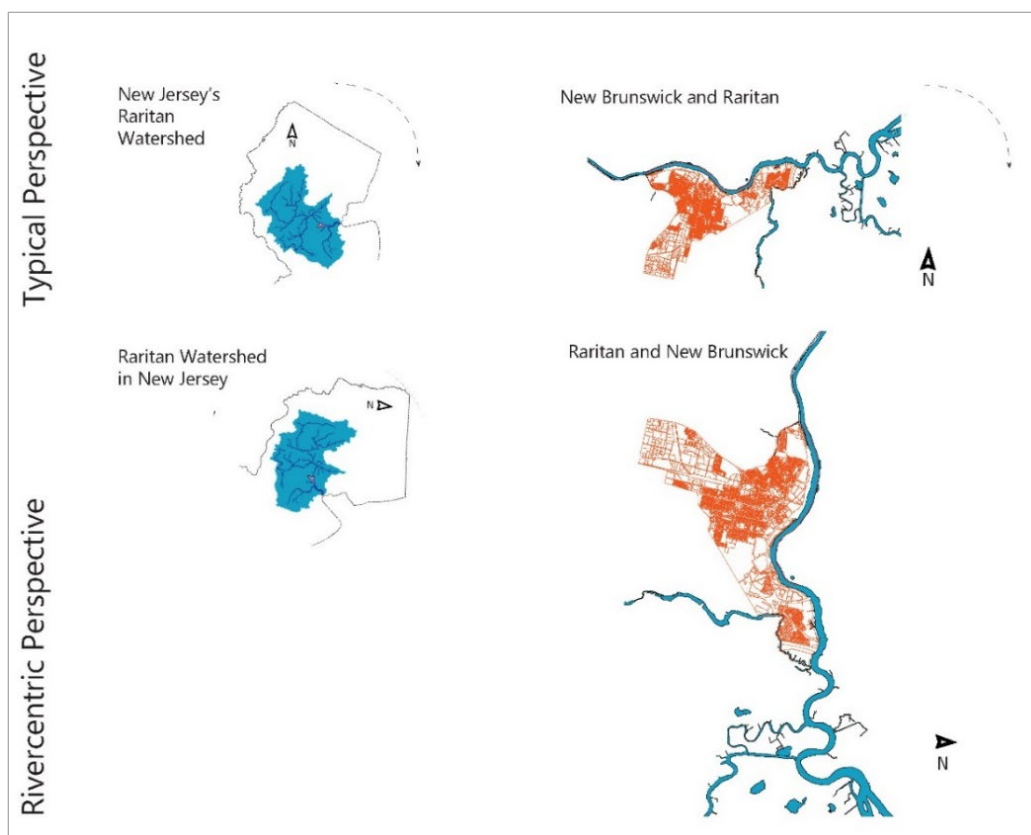 Typical Perspective
New Jersey's
Raritan
Watershed
N
New Brunswick and Raritan
N
Rivercentric Perspective
Raritan Watershed
in New Jersey
N
Raritan and New Brunswick
N